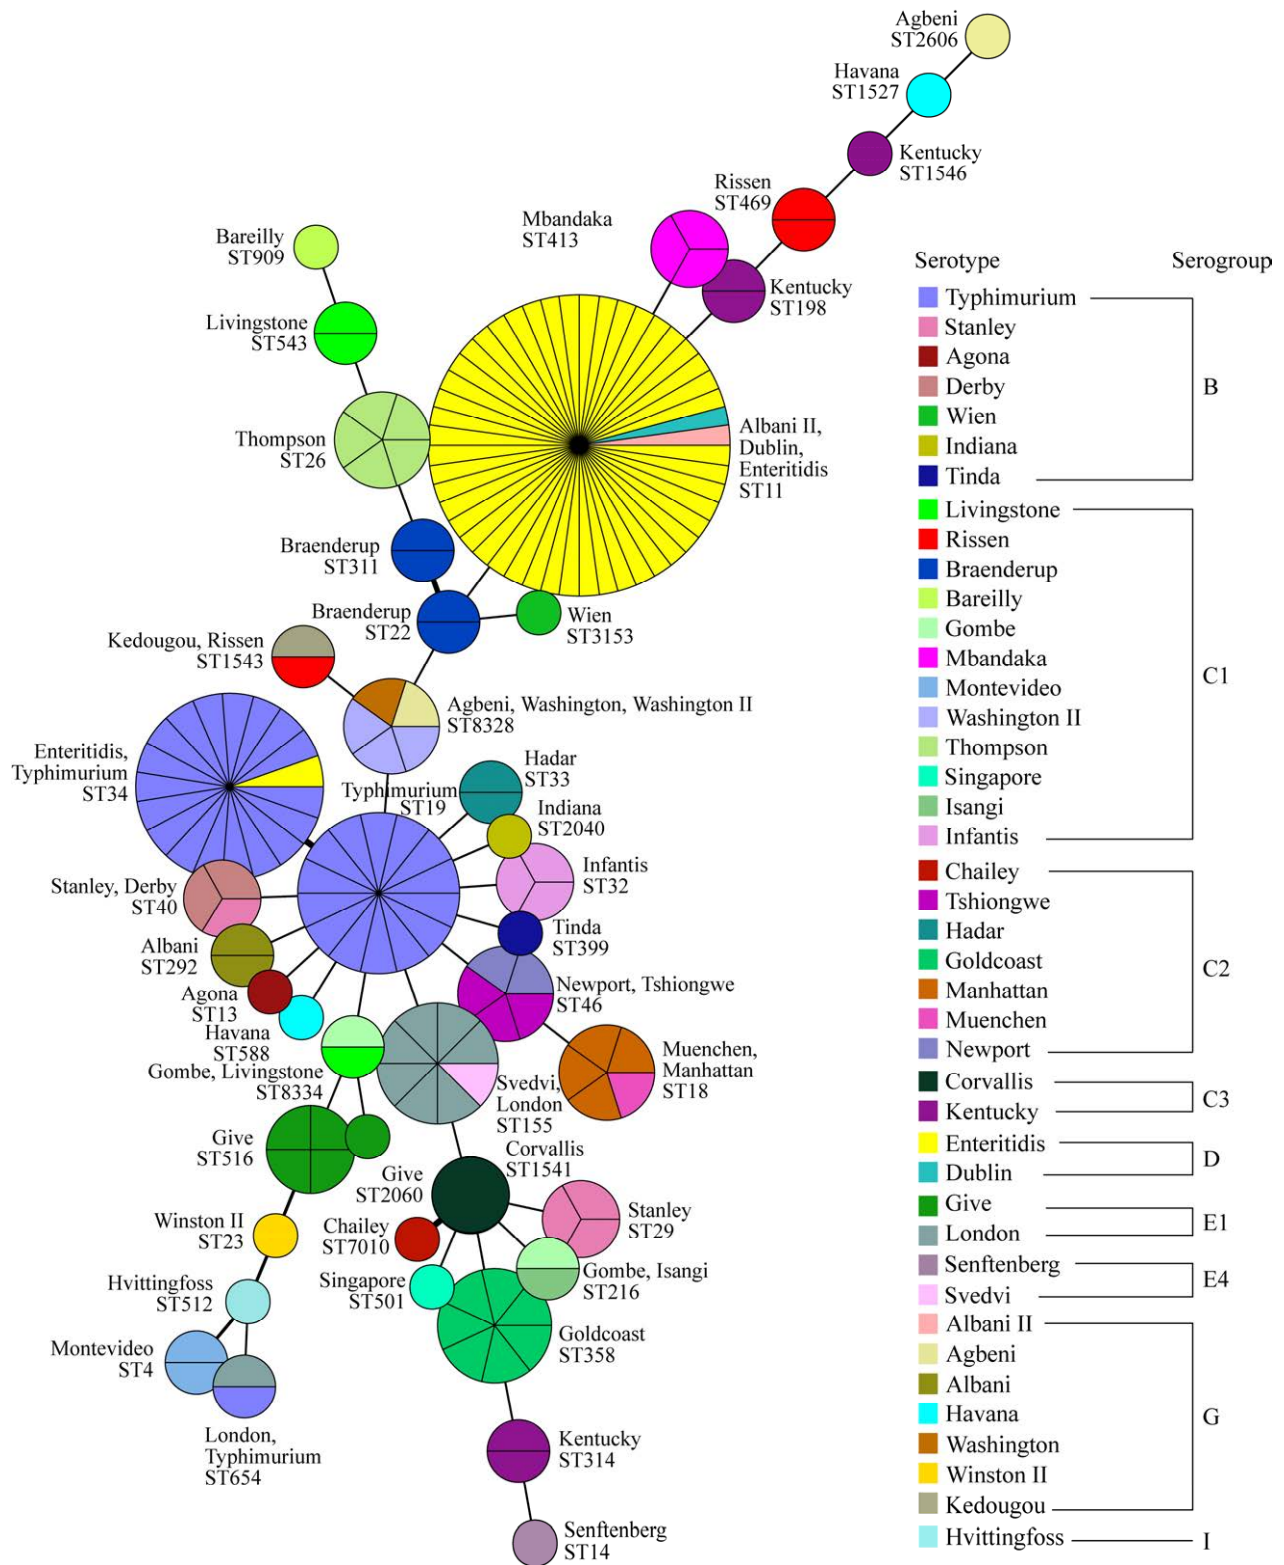 Agbeni
ST2606
Havana
ST1527
Kentucky
ST1546
Rissen
ST469
Mbandaka
ST413
Kentucky
ST198
Bareilly
ST909
Livingstone
ST543
Thompson
ST26
Albani II,
Dublin,
Enteritidis
ST11
Braenderup
ST311
Braenderup
ST22
Wien
ST3153
Kedougou, Rissen
ST1543
Agbeni, Washington, Washington II
ST8328
Enteritidis,
Typhimurium
ST34
Typhimurium
ST19
Hadar
ST33
Indiana
ST2040
Infantis
ST32
Stanley, Derby
ST40
Tinda
ST399
Albani
ST292
Agona
ST13
Havana
ST588
Newport, Tshiongwe
ST46
Gombe, Livingstone
ST8334
Muenchen,
Manhattan
ST18
Svedvi,
London
ST155
Give
ST516
Corvallis
ST1541
Give
ST2060
Stanley
ST29
Winston II
ST23
Chailey
ST7010
Gombe, Isangi
ST216
Singapore
ST501
Hvittingfoss
ST512
Goldcoast
ST358
Montevideo
ST4
London,
Typhimurium
ST654
Kentucky
ST314
Senftenberg
ST14
Serotype Serogroup
Typhimurium
Stanley
Agona
Derby
B
Wien
Indiana
Tinda
Livingstone
Rissen
Braenderup
Bareilly
Gombe
Mbandaka
C1
Montevideo
Washington II
Thompson
Singapore
Isangi
Infantis
Chailey
Tshiongwe
Hadar
Goldcoast
C2
Manhattan
Muenchen
Newport
Corvallis
C3
Kentucky
Enteritidis
D
Dublin
Give
E1
London
Senftenberg
E4
Svedvi
Albani II
Agbeni
Albani
Havana
G
Washington
Winston II
Kedougou
Hvittingfoss I